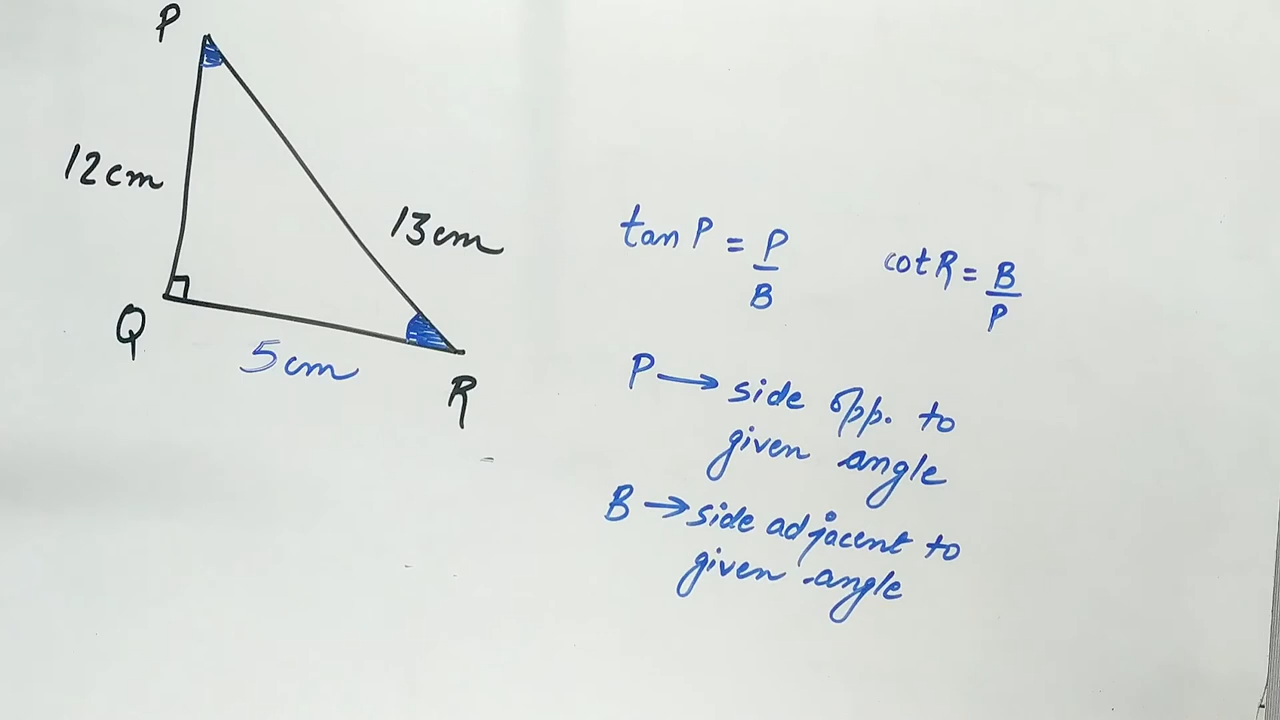 P
12cm
13cm
Q
5cm
R
tan P = P/B
cot R = B/P
P → side opp. to
given angle
B → side adjacent to
given angle